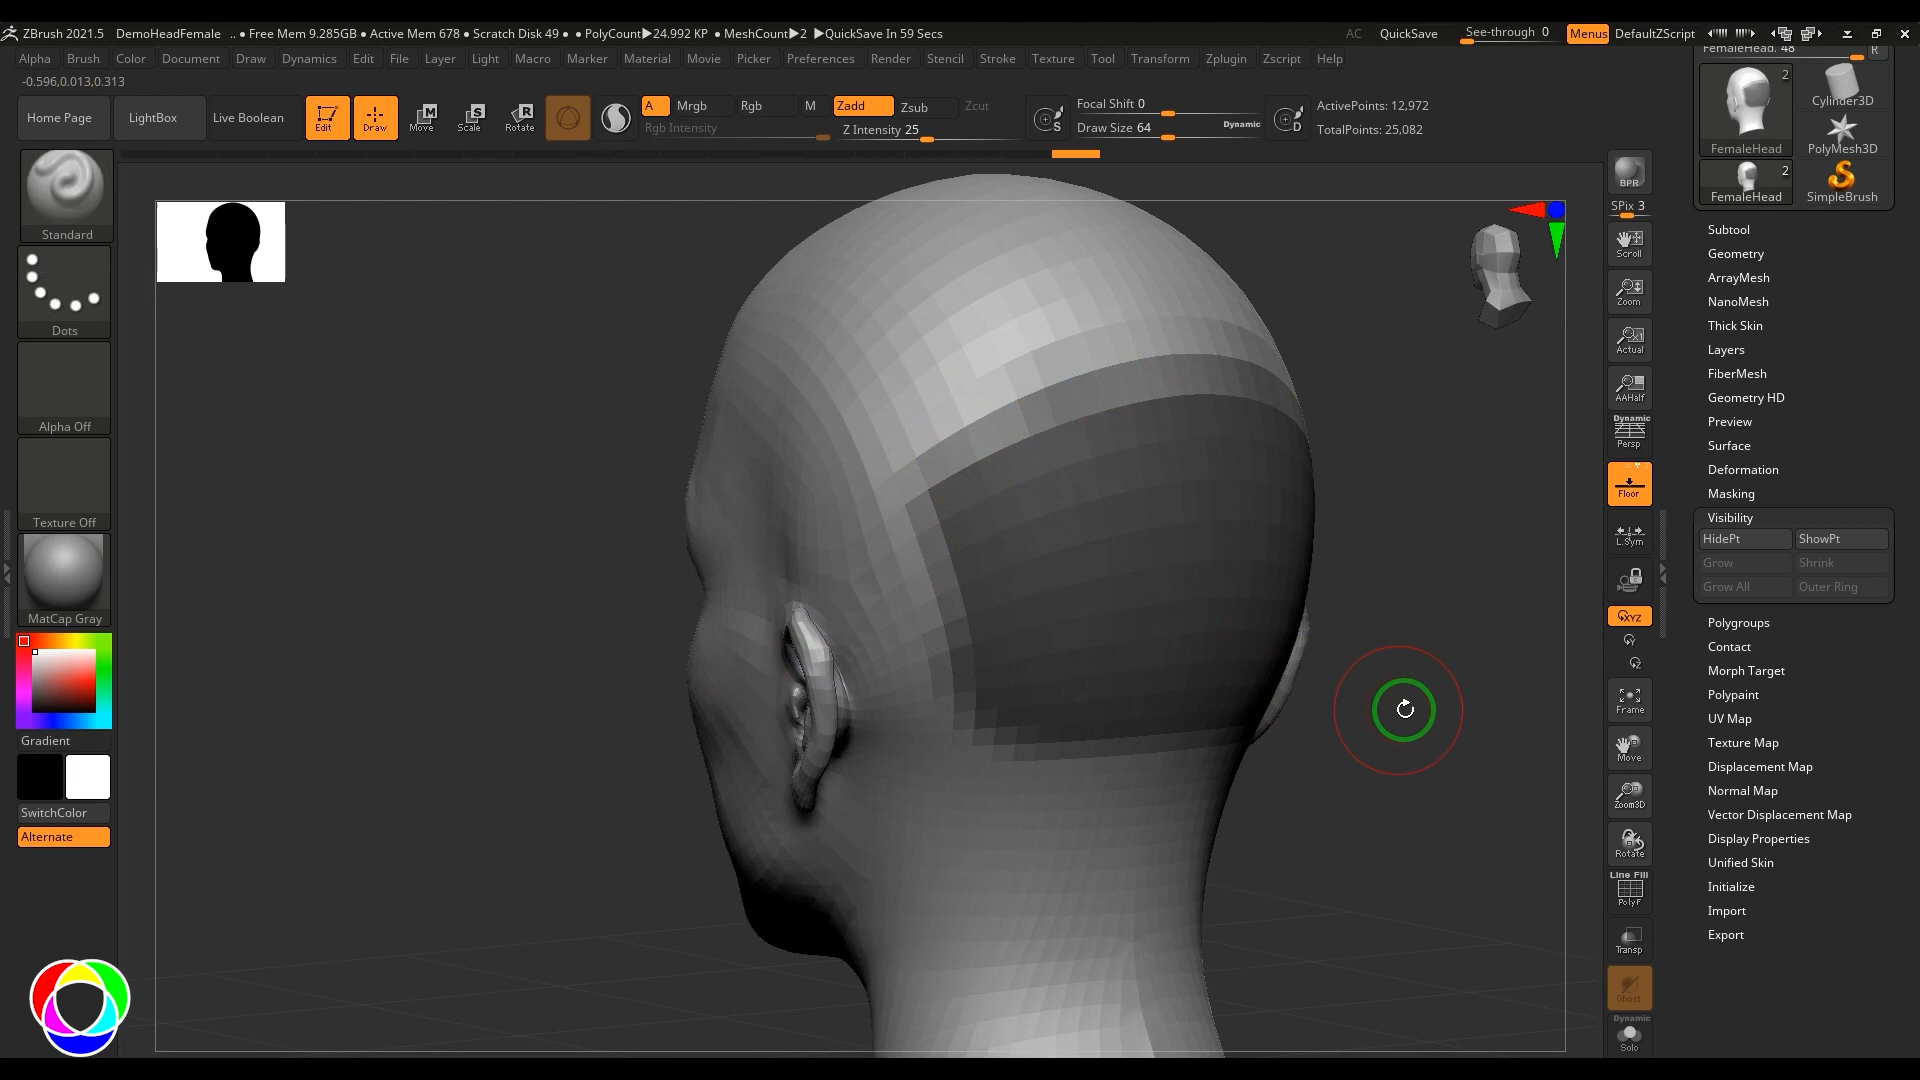 ZBrush 2021.5 DemoHeadFemale .. • Free Mem 9.285GB • Active Mem 678 • Scratch Disk 49 • • PolyCount▶24.992 KP • MeshCount▶2 ▶QuickSave In 59 Secs AC QuickSave See-through 0 Menus DefaultZScript
Alpha Brush Color Document Draw Dynamics Edit File Layer Light Macro Marker Material Movie Picker Preferences Render Stencil Stroke Texture Tool Transform Zplugin Zscript Help
-0.596,0.013,0.313
Home Page LightBox Live Boolean Edit Draw Move Scale Rotate
A Mrgb Rgb M Zadd Zsub Zcut
Rgb Intensity Z Intensity 25
S Focal Shift 0
Draw Size 64 Dynamic D
ActivePoints: 12,972
TotalPoints: 25,082
Standard
Dots
Alpha Off
Texture Off
MatCap Gray
Gradient
SwitchColor
Alternate
BPR
SPix 3
Scroll
Zoom
Actual
AAHalf
Dynamic
Persp
Floor
L.Sym
XYZ
Y
Z
Frame
Move
Zoom3D
Rotate
Line Fill
PolyF
Transp
Ghost
Dynamic
Solo
FemaleHead. 48 R
2
FemaleHead
Cylinder3D
PolyMesh3D
2
FemaleHead
SimpleBrush
Subtool
Geometry
ArrayMesh
NanoMesh
Thick Skin
Layers
FiberMesh
Geometry HD
Preview
Surface
Deformation
Masking
Visibility
HidePt ShowPt
Grow Shrink
Grow All Outer Ring
Polygroups
Contact
Morph Target
Polypaint
UV Map
Texture Map
Displacement Map
Normal Map
Vector Displacement Map
Display Properties
Unified Skin
Initialize
Import
Export